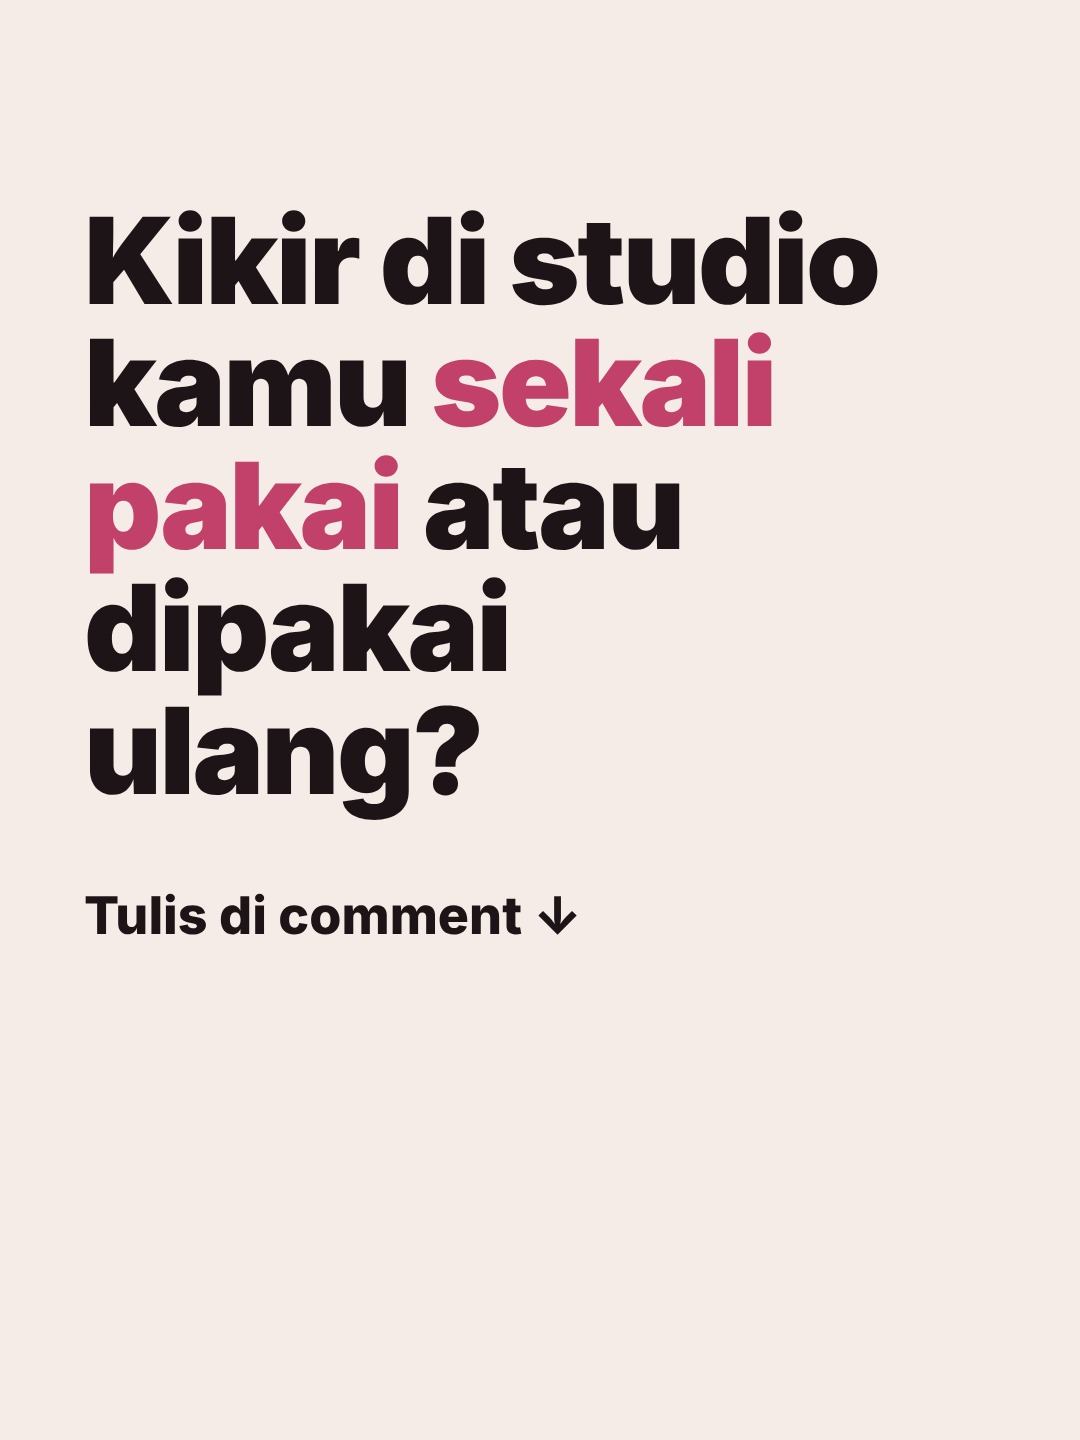 Kikir di studio
kamu sekali
pakai atau
dipakai
ulang?
Tulis di comment ↓